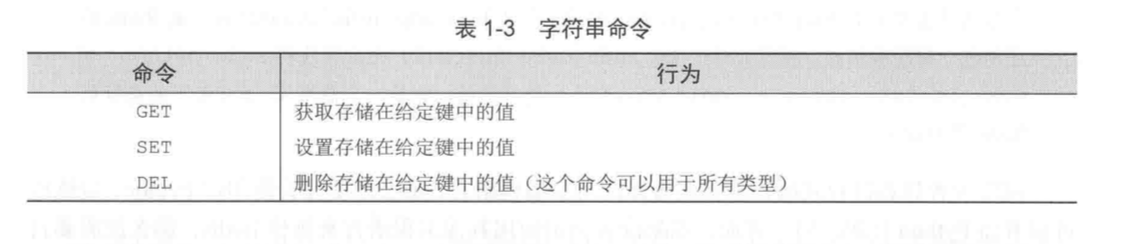 表 1-3 字符串命令
命令 行为
GET 获取存储在给定键中的值
SET 设置存储在给定键中的值
DEL 删除存储在给定键中的值（这个命令可以用于所有类型）